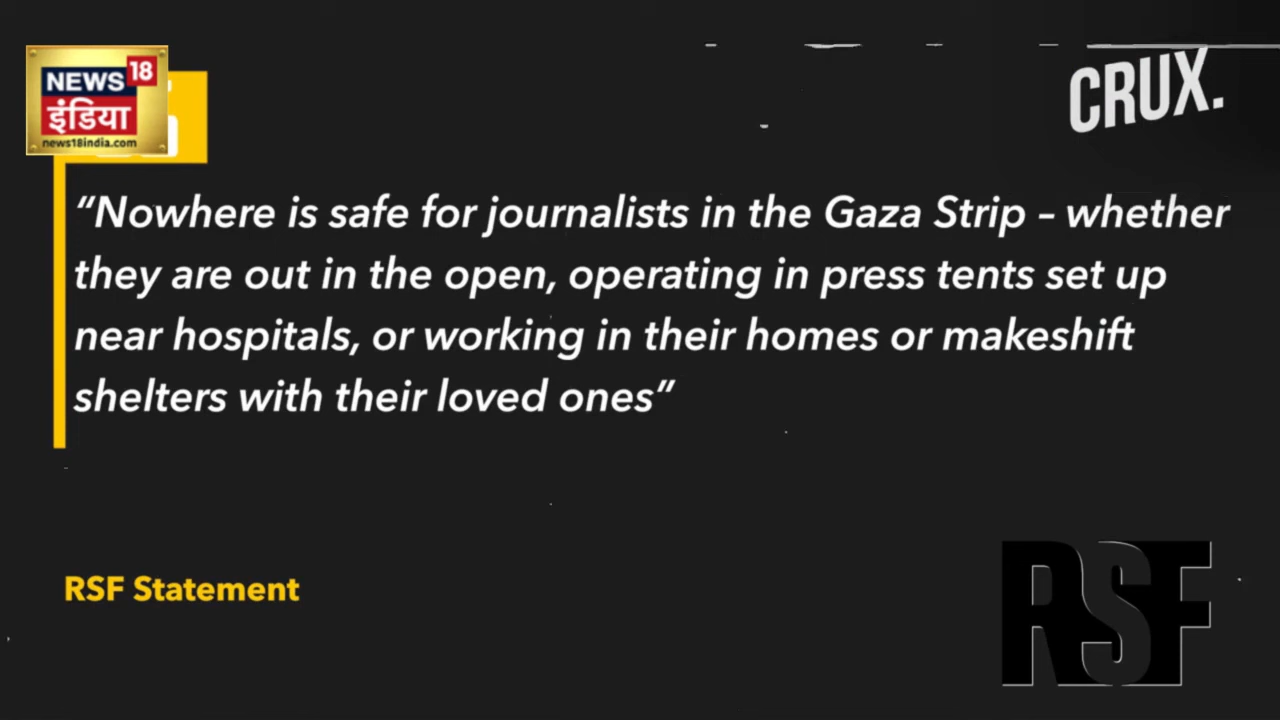 NEWS 18
इंडिया
news18india.com
CRUX.
“Nowhere is safe for journalists in the Gaza Strip – whether
they are out in the open, operating in press tents set up
near hospitals, or working in their homes or makeshift
shelters with their loved ones”
RSF Statement
RSF